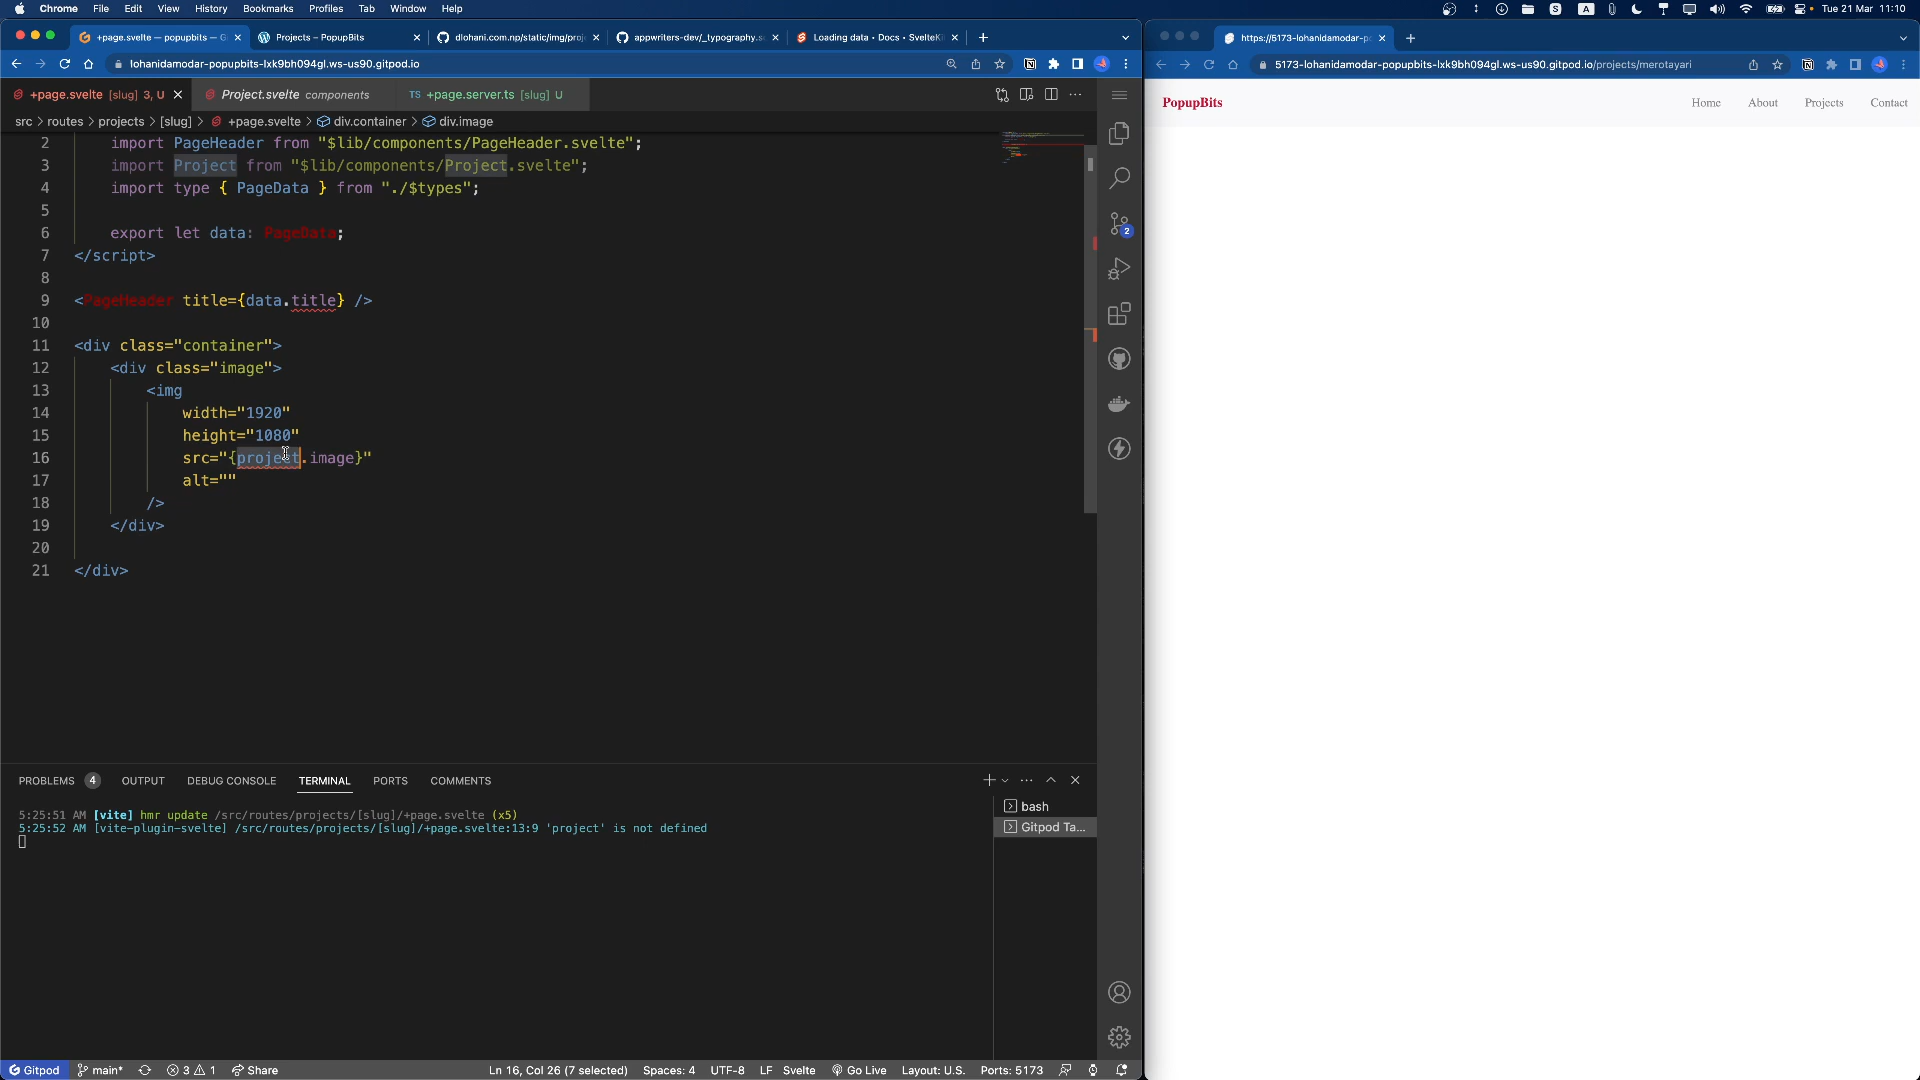 Chrome File Edit View History Bookmarks Profiles Tab Window Help
S A Tue 21 Mar 11:10
+page.svelte — popupbits — G
Projects – PopupBits
dlohani.com.np/static/img/proj
appwriters-dev/_typography.s
Loading data • Docs • SvelteKi
https://5173-lohanidamodar-p
lohanidamodar-popupbits-lxk9bh094gl.ws-us90.gitpod.io
5173-lohanidamodar-popupbits-lxk9bh094gl.ws-us90.gitpod.io/projects/merotayari
+page.svelte [slug] 3, U
Project.svelte components
TS +page.server.ts [slug] U
PopupBits
Home About Projects Contact
src > routes > projects > [slug] > +page.svelte > div.container > div.image
2 import PageHeader from "$lib/components/PageHeader.svelte";
3 import Project from "$lib/components/Project.svelte";
4 import type { PageData } from "./$types";
5
6 export let data: PageData;
7 </script>
8
9 <PageHeader title={data.title} />
10
11 <div class="container">
12 <div class="image">
13 <img
14 width="1920"
15 height="1080"
16 src="{project.image}"
17 alt=""
18 />
19 </div>
20
21 </div>
2
PROBLEMS 4 OUTPUT DEBUG CONSOLE TERMINAL PORTS COMMENTS
5:25:51 AM [vite] hmr update /src/routes/projects/[slug]/+page.svelte (x5)
5:25:52 AM [vite-plugin-svelte] /src/routes/projects/[slug]/+page.svelte:13:9 'project' is not defined
bash
Gitpod Ta...
Gitpod main* 3 1 Share
Ln 16, Col 26 (7 selected) Spaces: 4 UTF-8 LF Svelte Go Live Layout: U.S. Ports: 5173